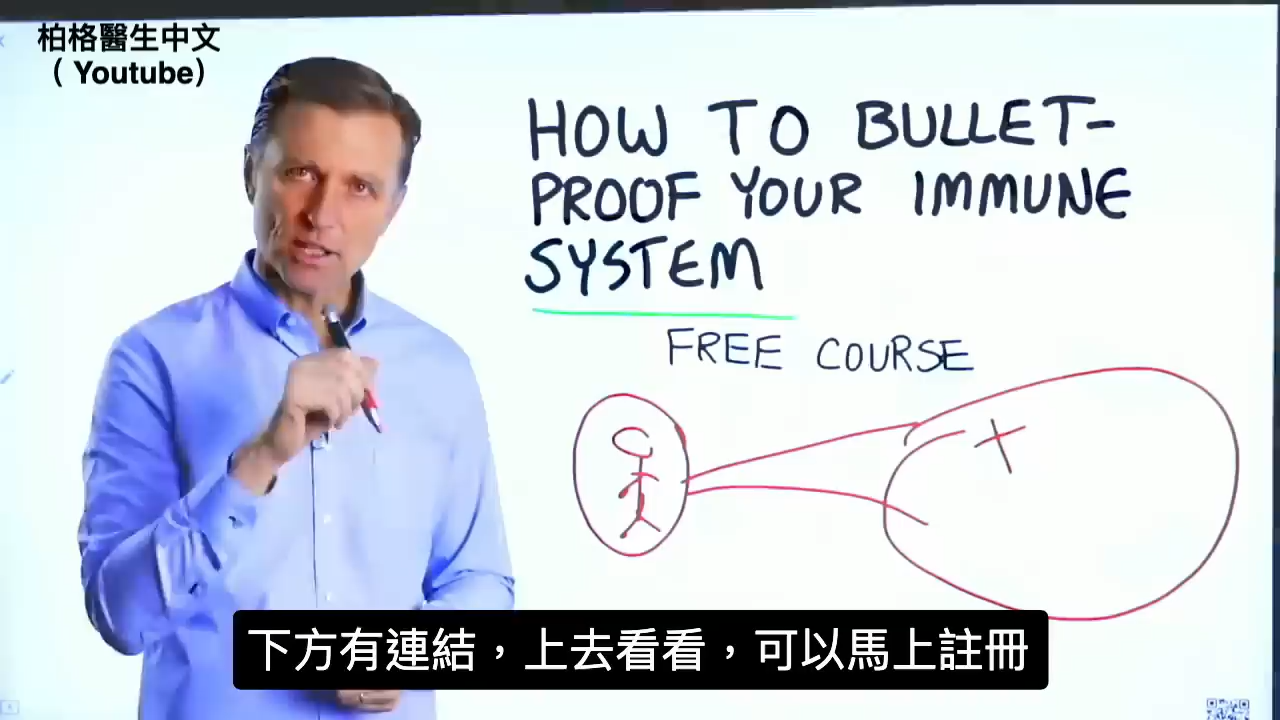 柏格醫生中文
（ Youtube）
HOW TO BULLET-
PROOF YOUR IMMUNE
SYSTEM
FREE COURSE
下方有連結，上去看看，可以馬上註冊